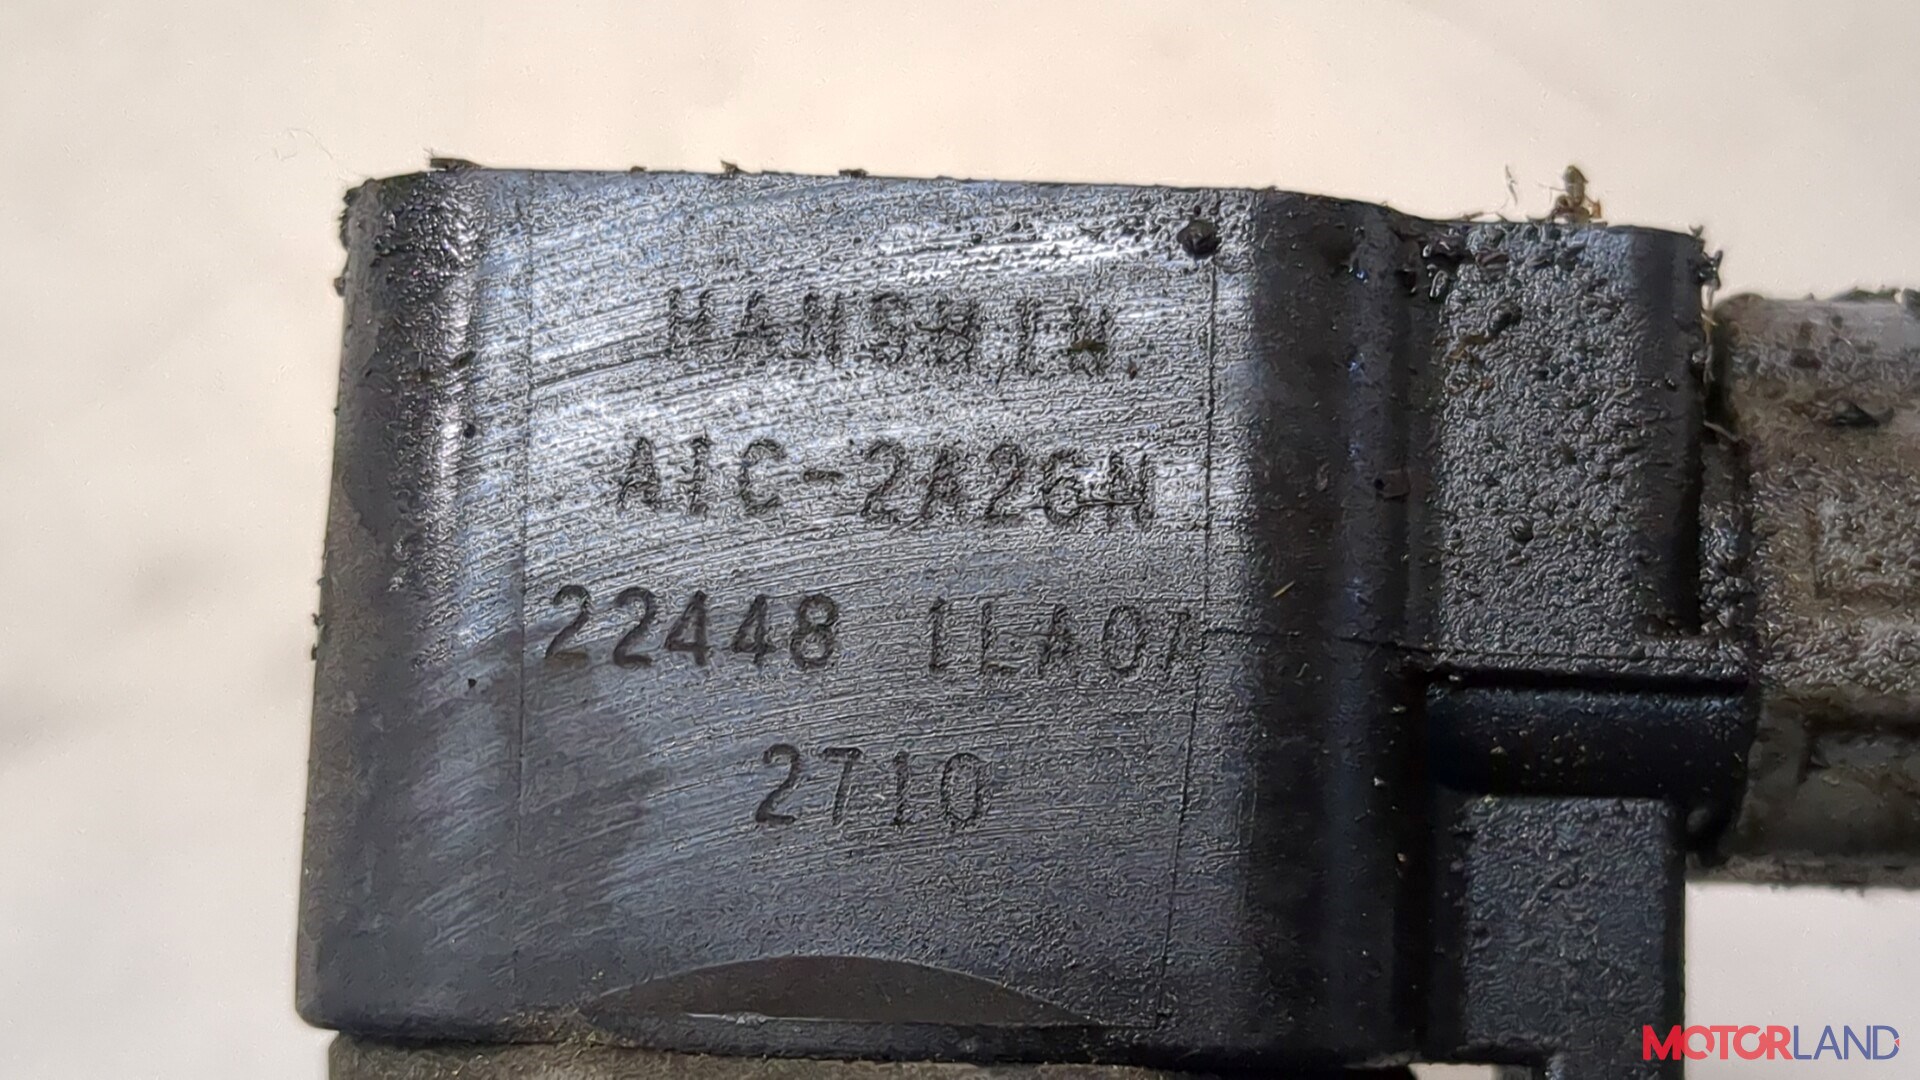 HANSHIN
AIC-2A26N
22448 1LA0A
2710
MOTORLAND